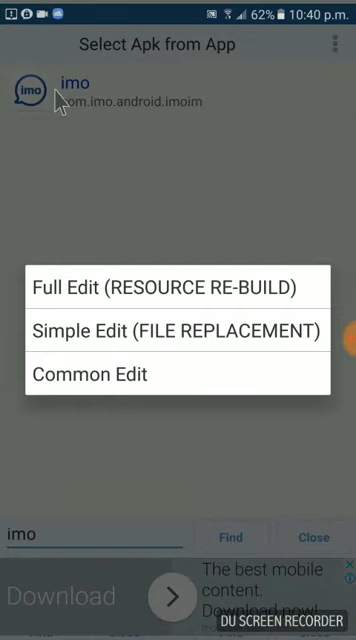 62% 10:40 p.m.
Select Apk from App
imo
imo
com.imo.android.imoim
Full Edit (RESOURCE RE-BUILD)
Simple Edit (FILE REPLACEMENT)
Common Edit
imo
Find
Close
Download
The best mobile
content.
Download now!
DU SCREEN RECORDER